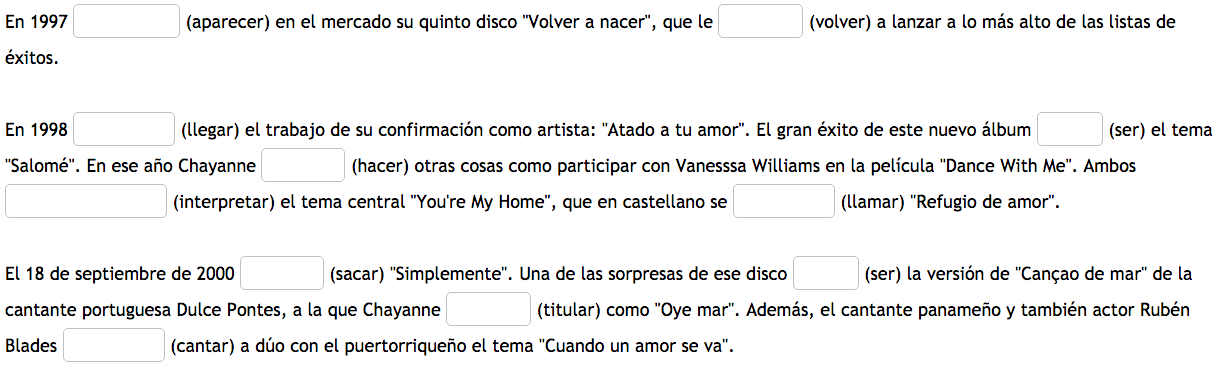 En 1997 (aparecer) en el mercado su quinto disco "Volver a nacer", que le (volver) a lanzar a lo más alto de las listas de
éxitos.
En 1998 (llegar) el trabajo de su confirmación como artista: "Atado a tu amor". El gran éxito de este nuevo álbum (ser) el tema
"Salomé". En ese año Chayanne (hacer) otras cosas como participar con Vanesssa Williams en la película "Dance With Me". Ambos
(interpretar) el tema central "You're My Home", que en castellano se (llamar) "Refugio de amor".
El 18 de septiembre de 2000 (sacar) "Simplemente". Una de las sorpresas de ese disco (ser) la versión de "Cançao de mar" de la
cantante portuguesa Dulce Pontes, a la que Chayanne (titular) como "Oye mar". Además, el cantante panameño y también actor Rubén
Blades (cantar) a dúo con el puertorriqueño el tema "Cuando un amor se va".